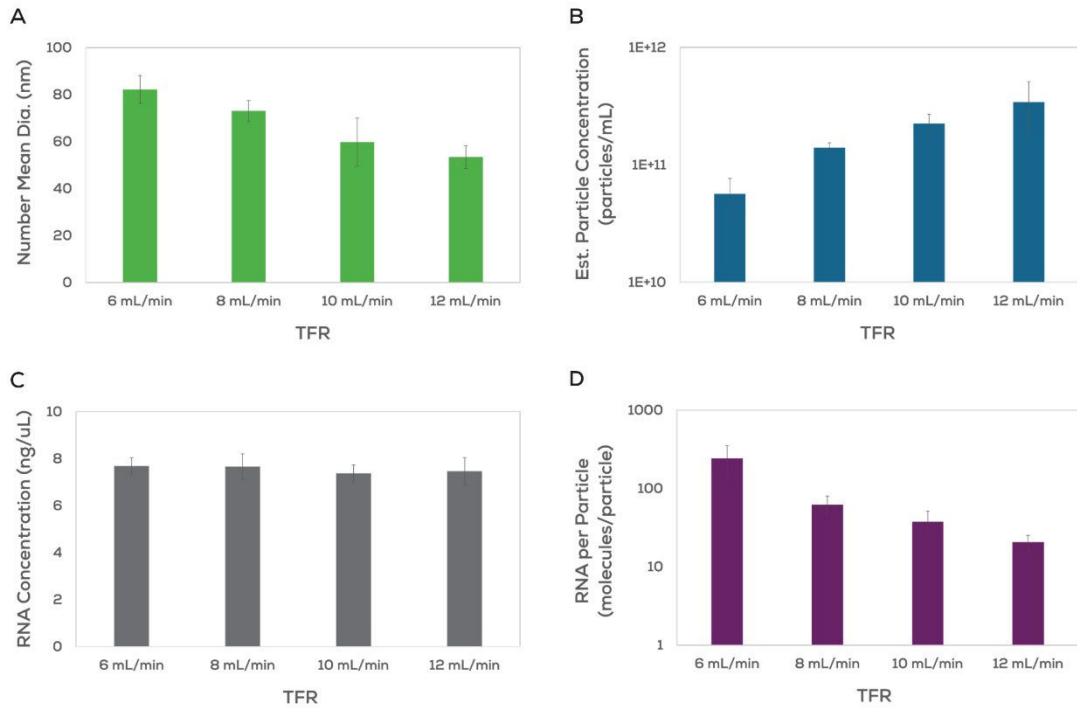 A
Number Mean Dia. (nm)
100
80
60
40
20
0
6 mL/min
8 mL/min
10 mL/min
12 mL/min
TFR
B
Est. Particle Concentration
(particles/mL)
1E+12
1E+11
1E+10
6 mL/min
8 mL/min
10 mL/min
12 mL/min
TFR
C
RNA Concentration (ng/uL)
10
8
6
4
2
0
6 mL/min
8 mL/min
10 mL/min
12 mL/min
TFR
D
RNA per Particle
(molecules/particle)
1000
100
10
1
6 mL/min
8 mL/min
10 mL/min
12 mL/min
TFR